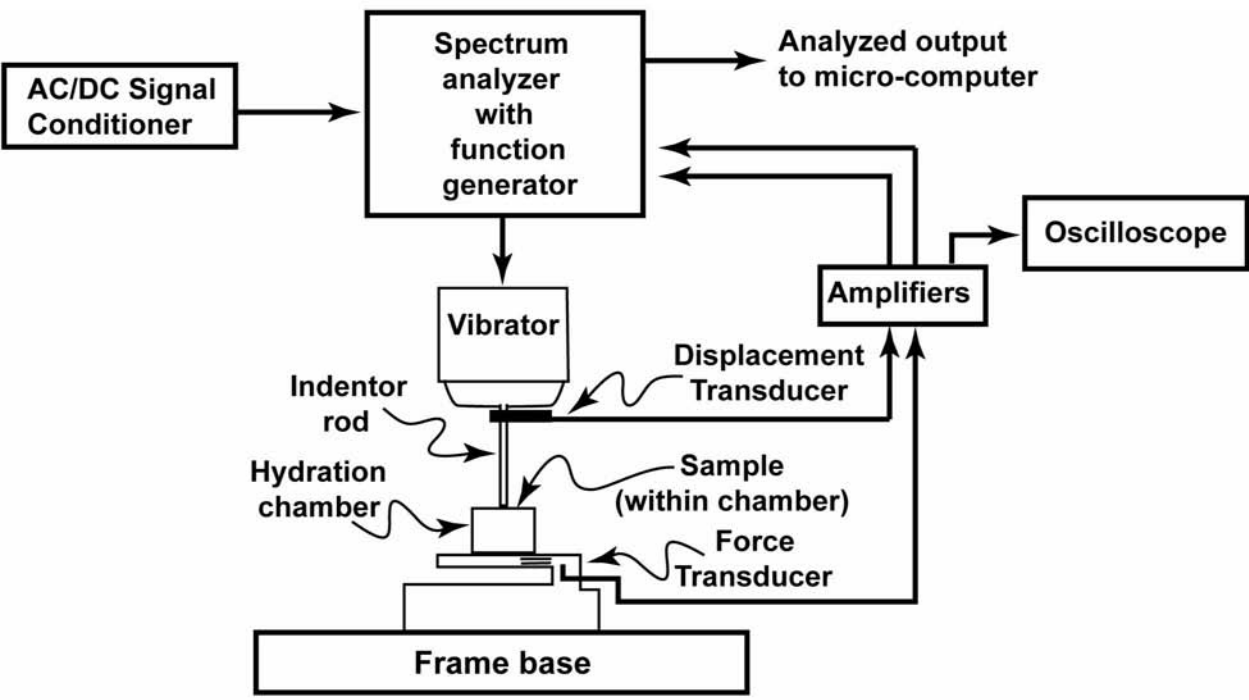 Spectrum
analyzer
with
function
generator
Analyzed output
to micro-computer
AC/DC Signal
Conditioner
Oscilloscope
Amplifiers
Vibrator
Displacement
Transducer
Indentor
rod
Hydration
chamber
Sample
(within chamber)
Force
Transducer
Frame base